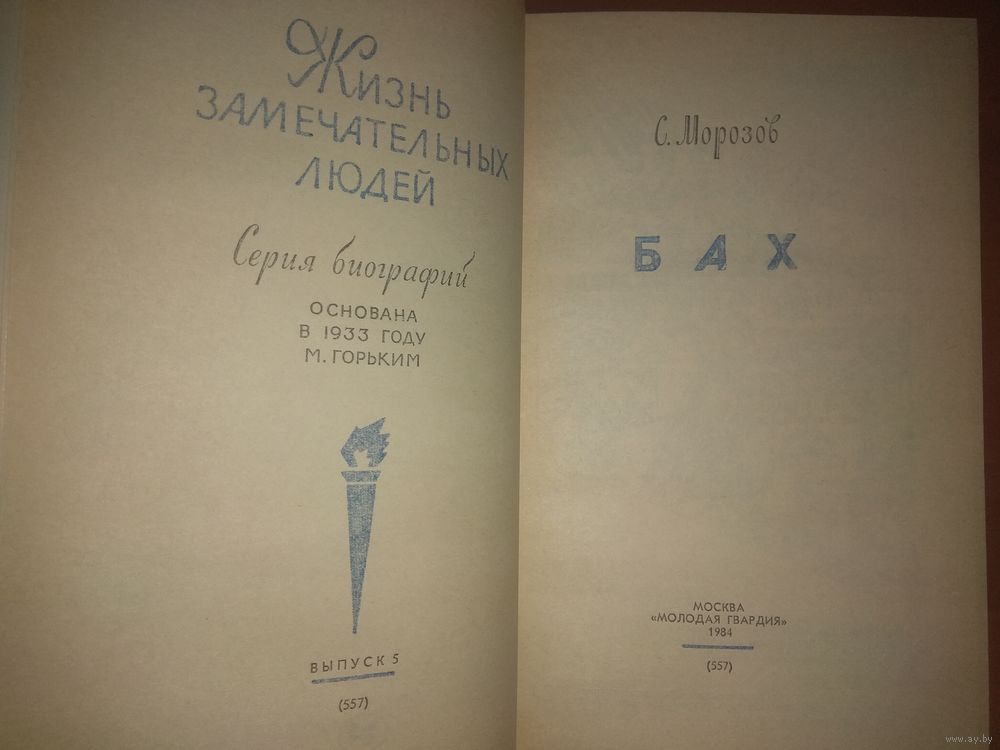 Жизнь
ЗАМЕЧАТЕЛЬНЫХ
ЛЮДЕЙ
Серия биографий
ОСНОВАНА
В 1933 ГОДУ
М. ГОРЬКИМ
ВЫПУСК 5
(557)
С. Морозов
БАХ
МОСКВА
«МОЛОДАЯ ГВАРДИЯ»
1984
(557)
www.ay.by